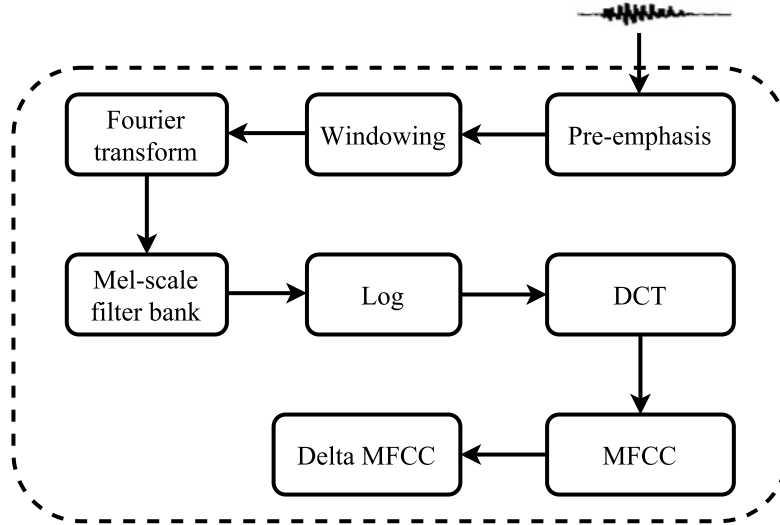 Pre-emphasis
Windowing
Fourier
transform
Mel-scale
filter bank
Log
DCT
MFCC
Delta MFCC